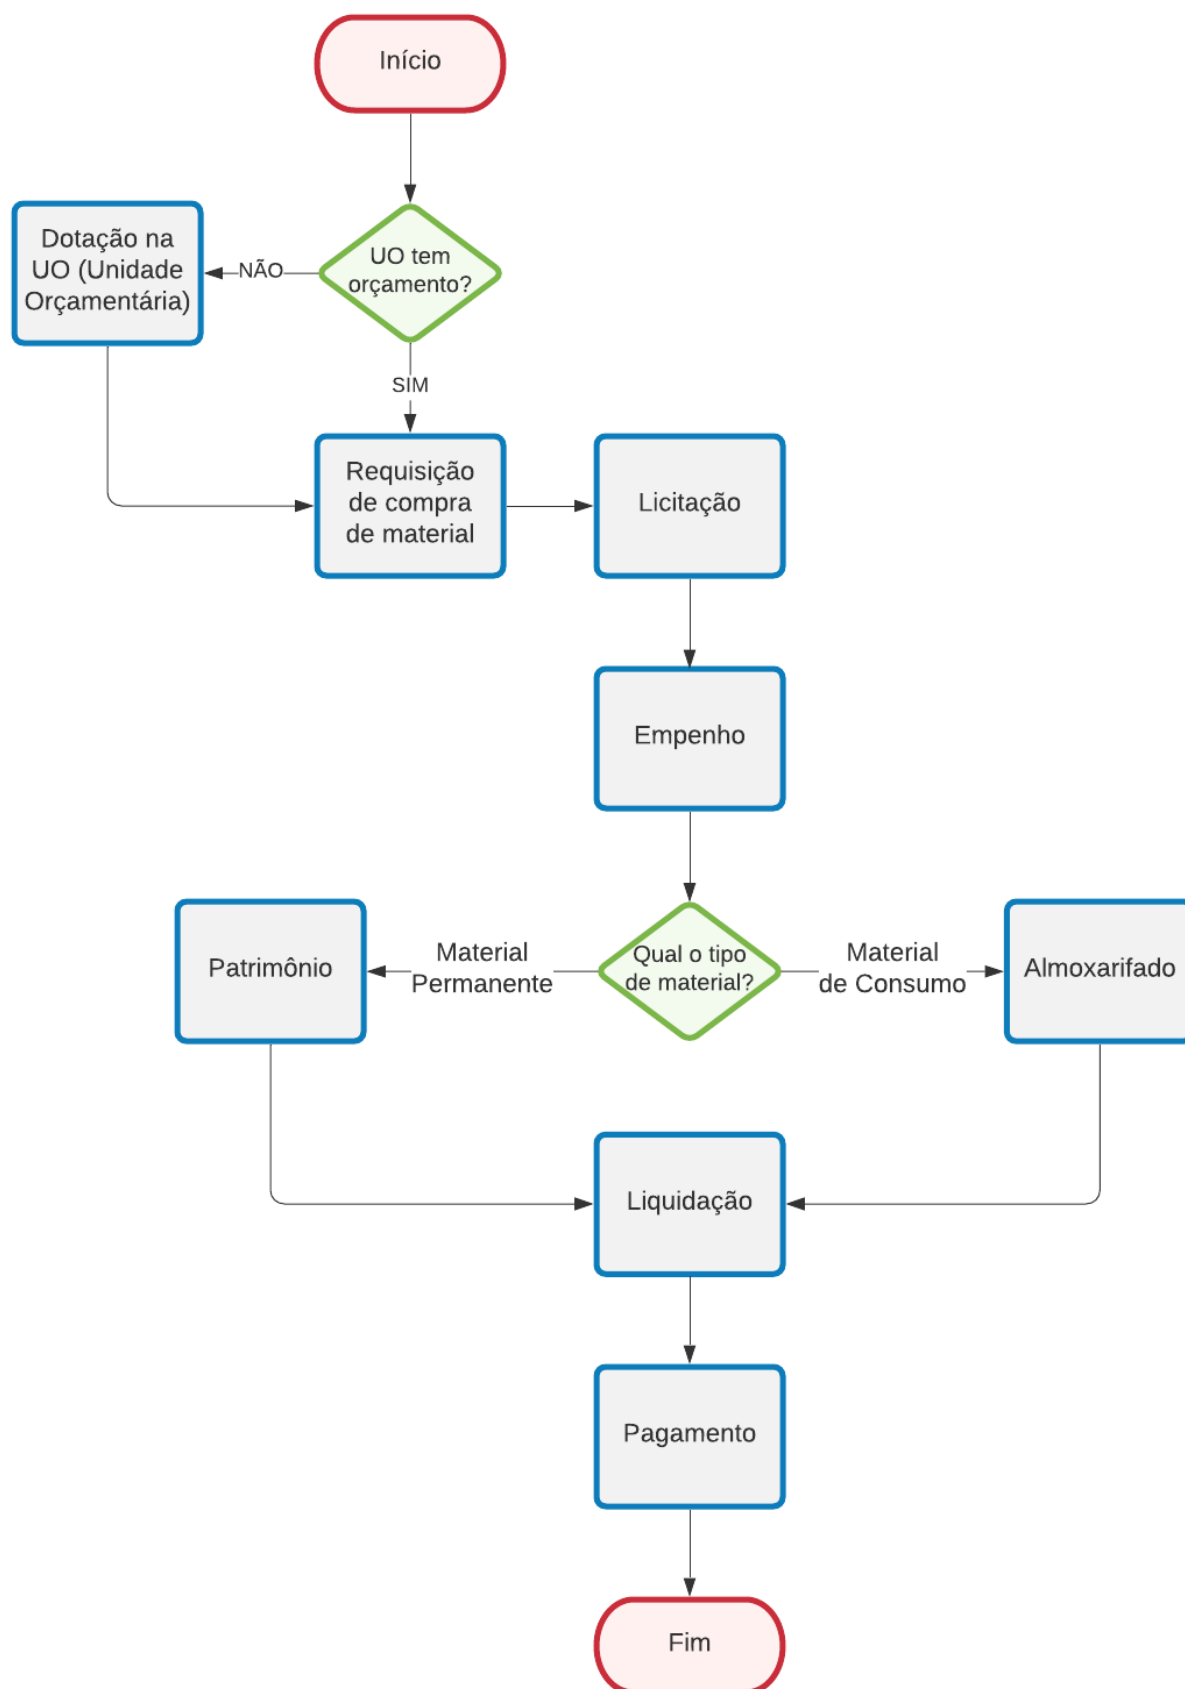 Início
UO tem
orçamento?
NÃO
Dotação na
UO (Unidade
Orçamentária)
SIM
Requisição
de compra
de material
Licitação
Empenho
Qual o tipo
de material?
Material
Permanente
Patrimônio
Material
de Consumo
Almoxarifado
Liquidação
Pagamento
Fim